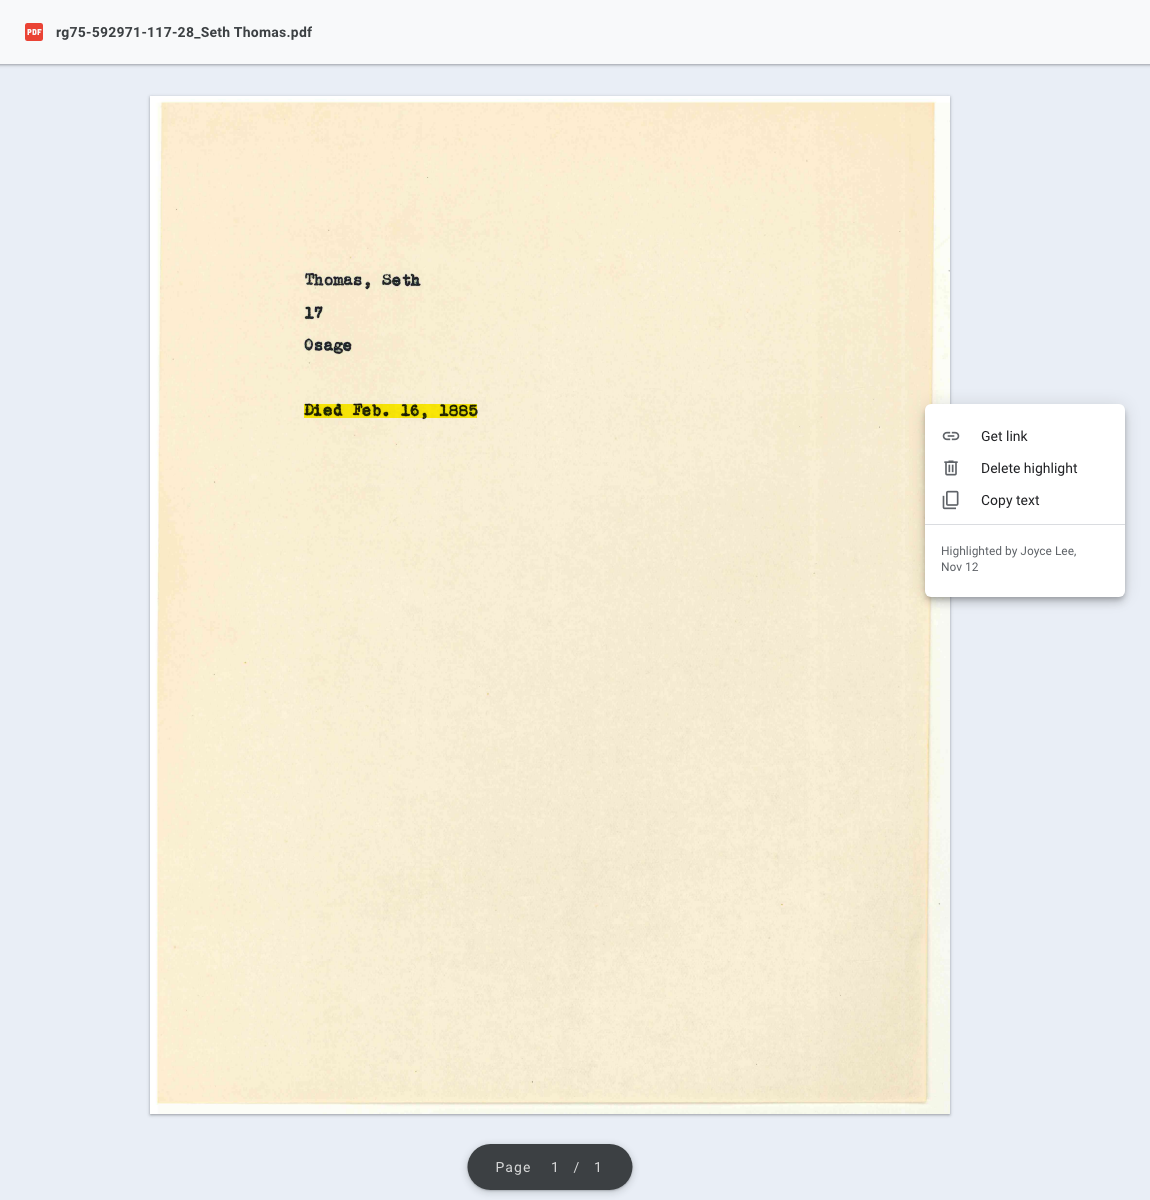 PDF
rg75-592971-117-28_Seth Thomas.pdf
Thomas, Seth
17
Osage
Died Feb. 16, 1885
Get link
Delete highlight
Copy text
Highlighted by Joyce Lee,
Nov 12
Page 1 / 1